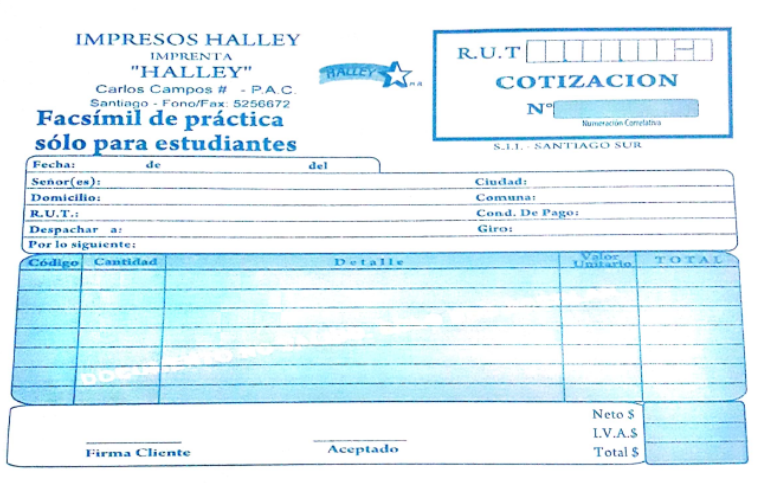 IMPRESOS HALLEY
IMPRENTA
"HALLEY"
Carlos Campos # - P.A.C.
Santiago - Fono/Fax: 5256672
Facsímil de práctica
sólo para estudiantes
HALLEY
R.U.T
COTIZACION
N°
Numeración Correlativa
S.I.I. - SANTIAGO SUR
Fecha: de del
Señor(es): Ciudad:
Domicilio: Comuna:
R.U.T.: Cond. De Pago:
Despachar a: Giro:
Por lo siguiente:
Código Cantidad Detalle Valor Unitario TOTAL
Neto $
I.V.A.$
Total $
Firma Cliente Aceptado